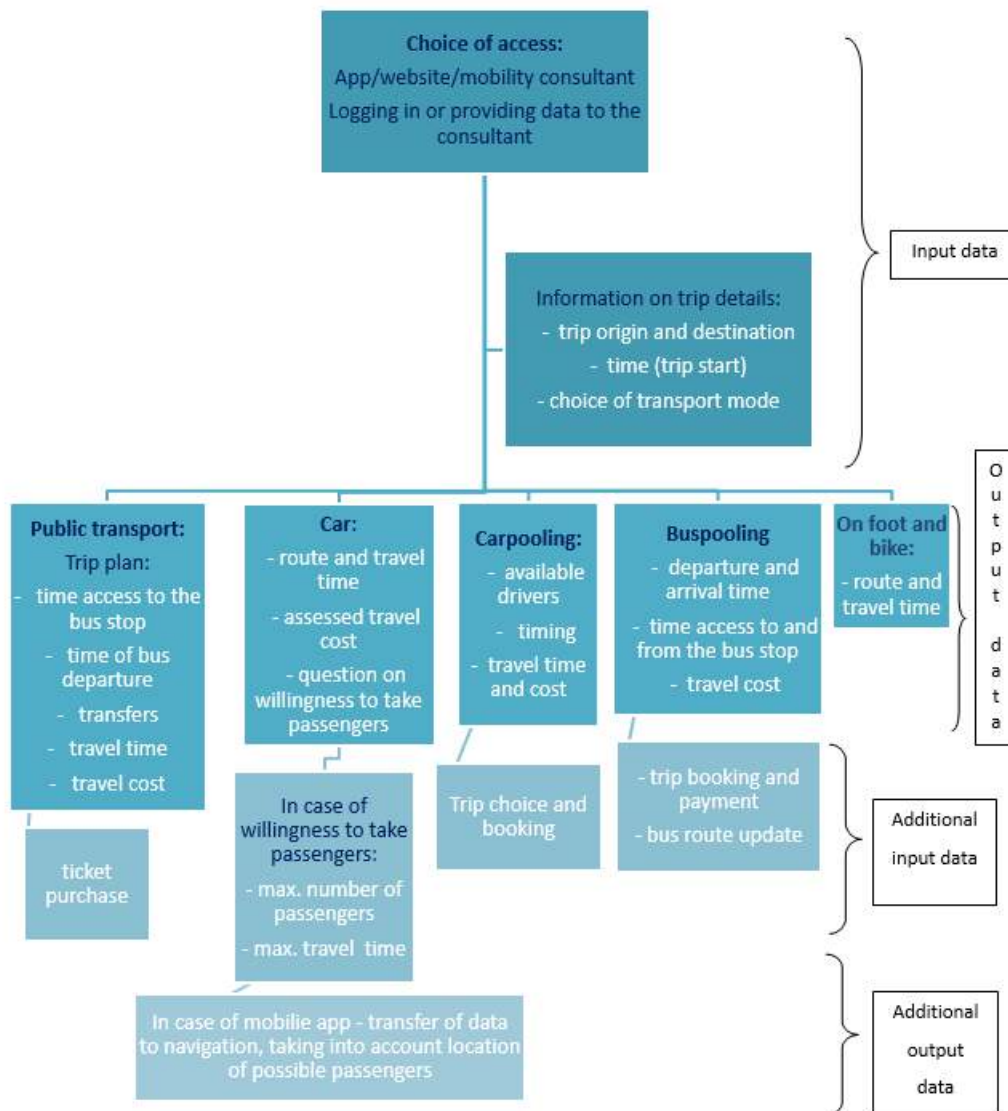 Choice of access:
App/website/mobility consultant
Logging in or providing data to the
consultant
Input data
Information on trip details:
- trip origin and destination
- time (trip start)
- choice of transport mode
Output data
Public transport:
Trip plan:
- time access to the
bus stop
- time of bus
departure
- transfers
- travel time
- travel cost
Car:
- route and travel
time
- assessed travel
cost
- question on
willingness to take
passengers
Carpooling:
- available
drivers
- timing
- travel time
and cost
Buspooling
- departure and
arrival time
- time access to and
from the bus stop
- travel cost
On foot and
bike:
- route and
travel time
ticket
purchase
In case of
willingness to take
passengers:
- max. number of
passengers
- max. travel time
Trip choice and
booking
- trip booking and
payment
- bus route update
Additional
input data
In case of mobilie app - transfer of data
to navigation, taking into account location
of possible passengers
Additional
output
data